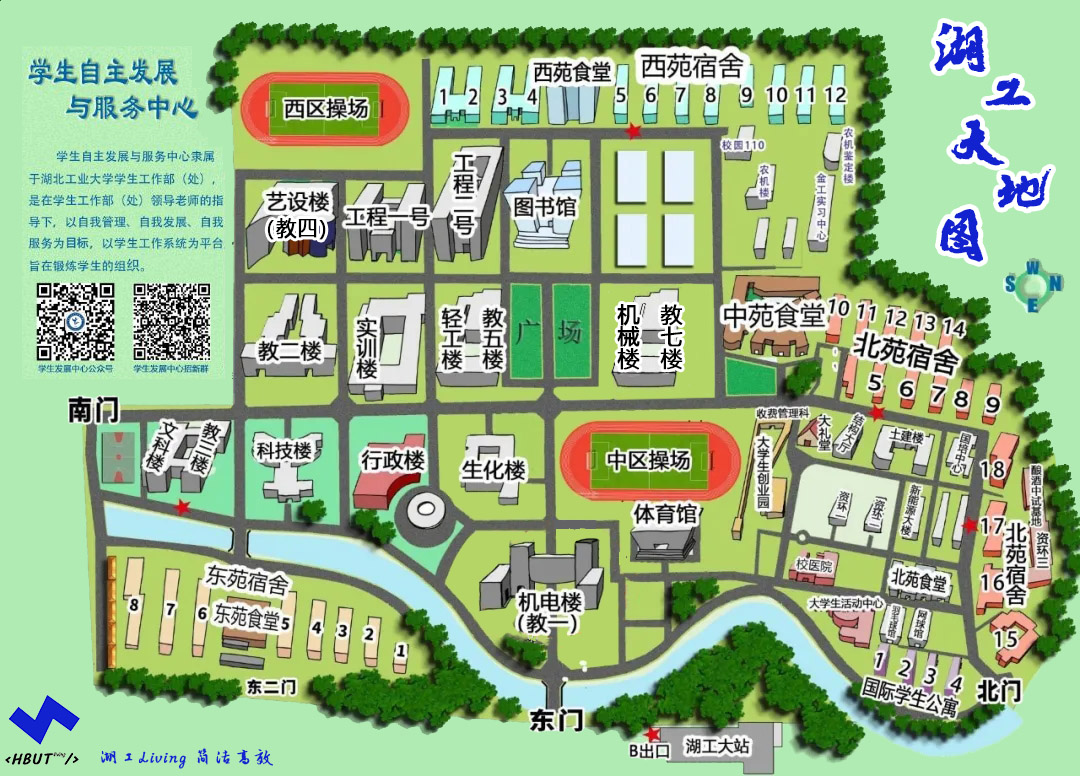 学生自主发展
与服务中心
学生自主发展与服务中心隶属
于湖北工业大学学生工作部（处），
是在学生工作部（处）领导老师的指
导下，以自我管理、自我发展、自我
服务为目标，以学生工作系统为平台，
旨在锻炼学生的组织。
学生发展中心公众号
学生发展中心招新群
湖工天地图
W
S N
E
西区操场
1 2 3 4
西苑食堂
西苑宿舍
5 6 7 8 9 10 11 12
校园110
农机鉴定楼
农机楼
金工实习中心
艺设楼
(教四)
工程一号
工程二号
图书馆
教二楼
实训楼
轻工楼
教五楼
广场
机械楼
教七楼
中苑食堂
10 11 12 13 14
北苑宿舍
5 6 7 8 9
南门
文科楼
教三楼
科技楼
行政楼
生化楼
中区操场
收费管理科
大学生创业园
大礼堂
结构大厅
土建楼
国培中心
18
酿酒中试基地
资环一
资环二
新能源大楼
17
北苑宿舍
资环三
体育馆
校医院
北苑食堂
16
大学生活动中心
羽毛球馆
网球馆
15
机电楼
(教一)
东苑宿舍
东苑食堂
8 7 6 5 4 3 2 1
1 2 3 4
国际学生公寓
北门
东二门
东门
B出口
湖工大站
<HBUT living/>
湖工Living 简洁高效